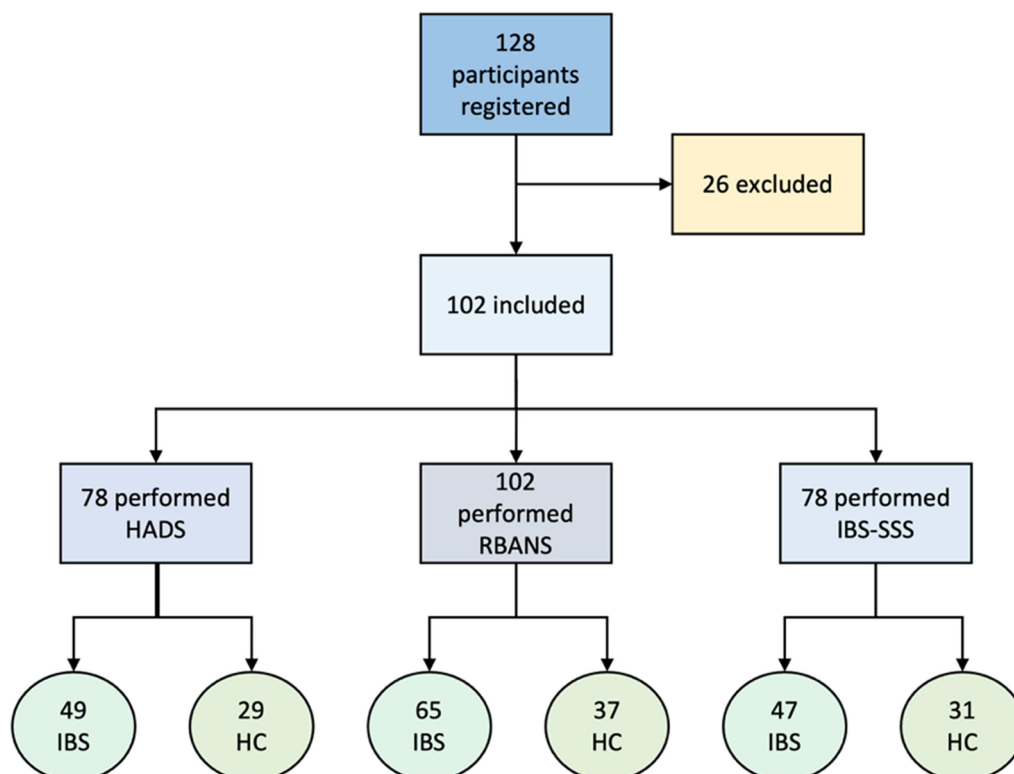 128
participants
registered
26 excluded
102 included
78 performed
HADS
102
performed
RBANS
78 performed
IBS-SSS
49
IBS
29
HC
65
IBS
37
HC
47
IBS
31
HC